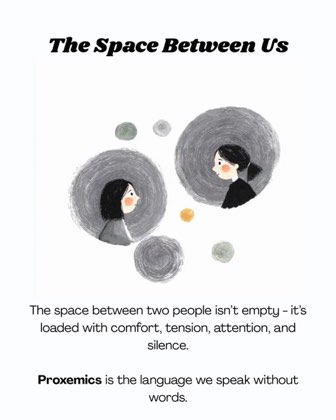 The Space Between Us
The space between two people isn't empty - it's
loaded with comfort, tension, attention, and
silence.
Proxemics is the language we speak without
words.